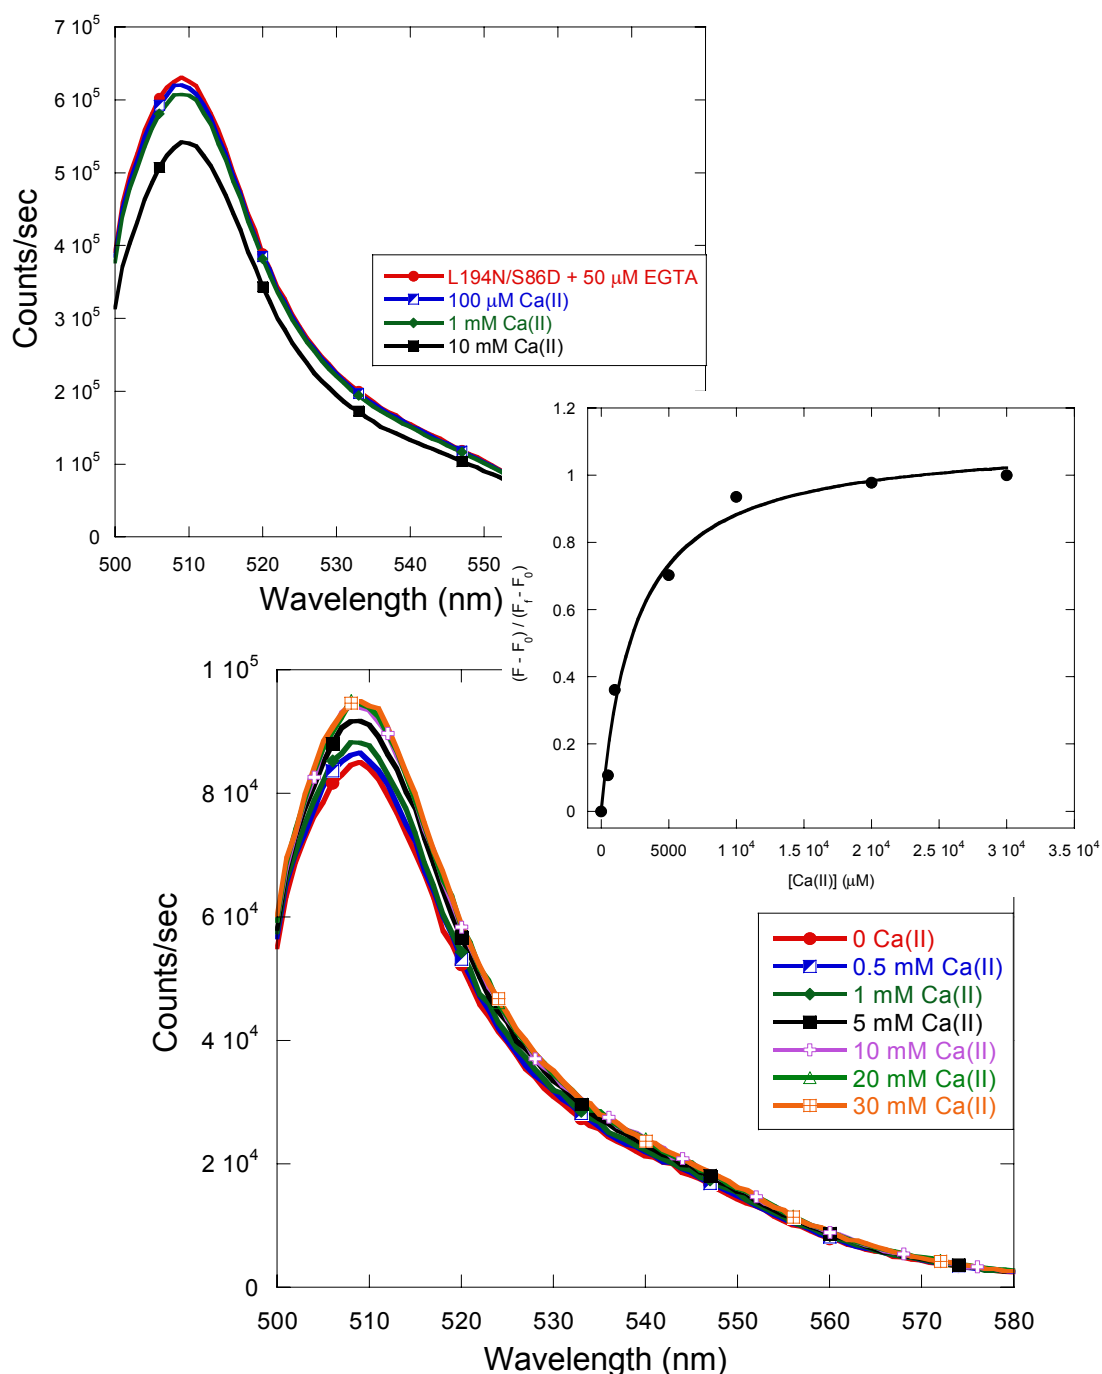 7 10⁵
6 10⁵
5 10⁵
4 10⁵
3 10⁵
2 10⁵
1 10⁵
0
Counts/sec
500 510 520 530 540 550
Wavelength (nm)
L194N/S86D + 50 μM EGTA
100 μM Ca(II)
1 mM Ca(II)
10 mM Ca(II)
1.2
1
0.8
0.6
0.4
0.2
0
(F - F₀) / (F_f - F₀)
0 5000 1 10⁴ 1.5 10⁴ 2 10⁴ 2.5 10⁴ 3 10⁴ 3.5 10⁴
[Ca(II)] (μM)
1 10⁵
8 10⁴
6 10⁴
4 10⁴
2 10⁴
0
Counts/sec
0 Ca(II)
0.5 mM Ca(II)
1 mM Ca(II)
5 mM Ca(II)
10 mM Ca(II)
20 mM Ca(II)
30 mM Ca(II)
500 510 520 530 540 550 560 570 580
Wavelength (nm)